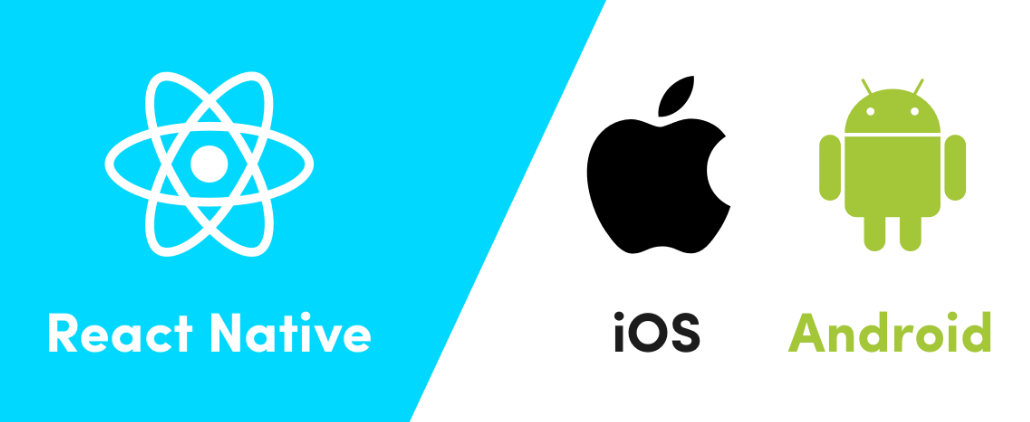 React Native
iOS
Android